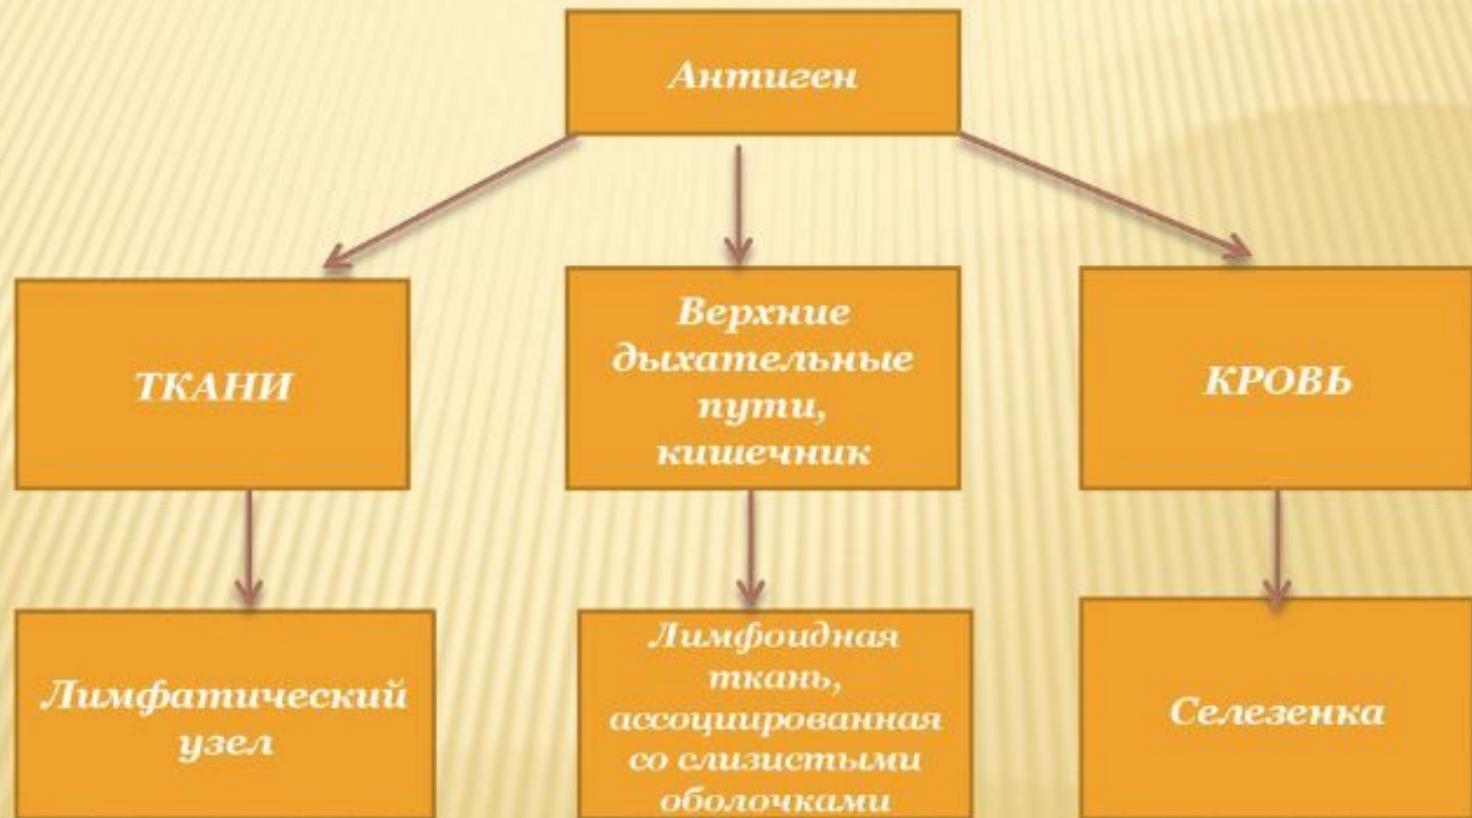 Антиген
ТКАНИ
Верхние
дыхательные
пути,
кишечник
КРОВЬ
Лимфатический
узел
Лимфоидная
ткань,
ассоциированная
со слизистыми
оболочками
Селезенка